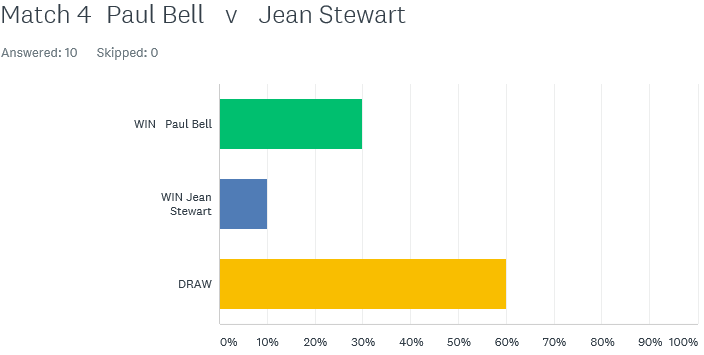 Match 4  Paul Bell   v   Jean Stewart
Answered: 10   Skipped: 0
WIN   Paul Bell
WIN Jean
Stewart
DRAW
0% 10% 20% 30% 40% 50% 60% 70% 80% 90% 100%